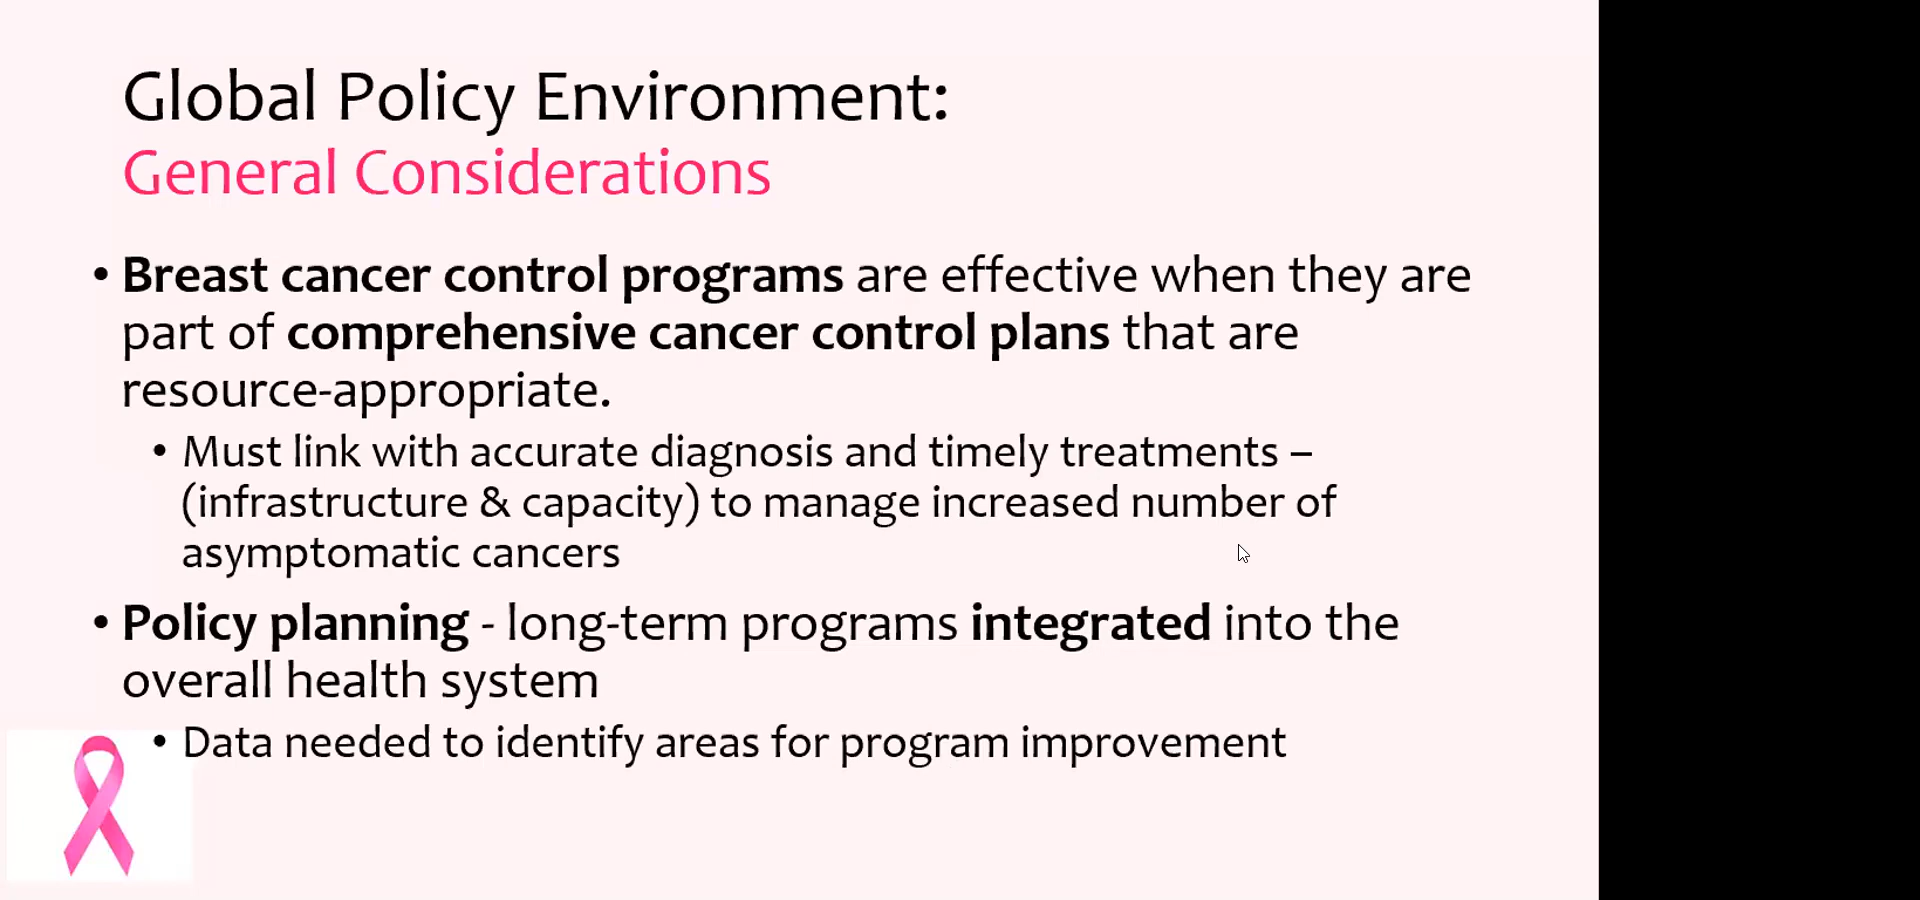 Global Policy Environment:
General Considerations
• Breast cancer control programs are effective when they are
part of comprehensive cancer control plans that are
resource-appropriate.
• Must link with accurate diagnosis and timely treatments –
(infrastructure & capacity) to manage increased number of
asymptomatic cancers
• Policy planning - long-term programs integrated into the
overall health system
• Data needed to identify areas for program improvement